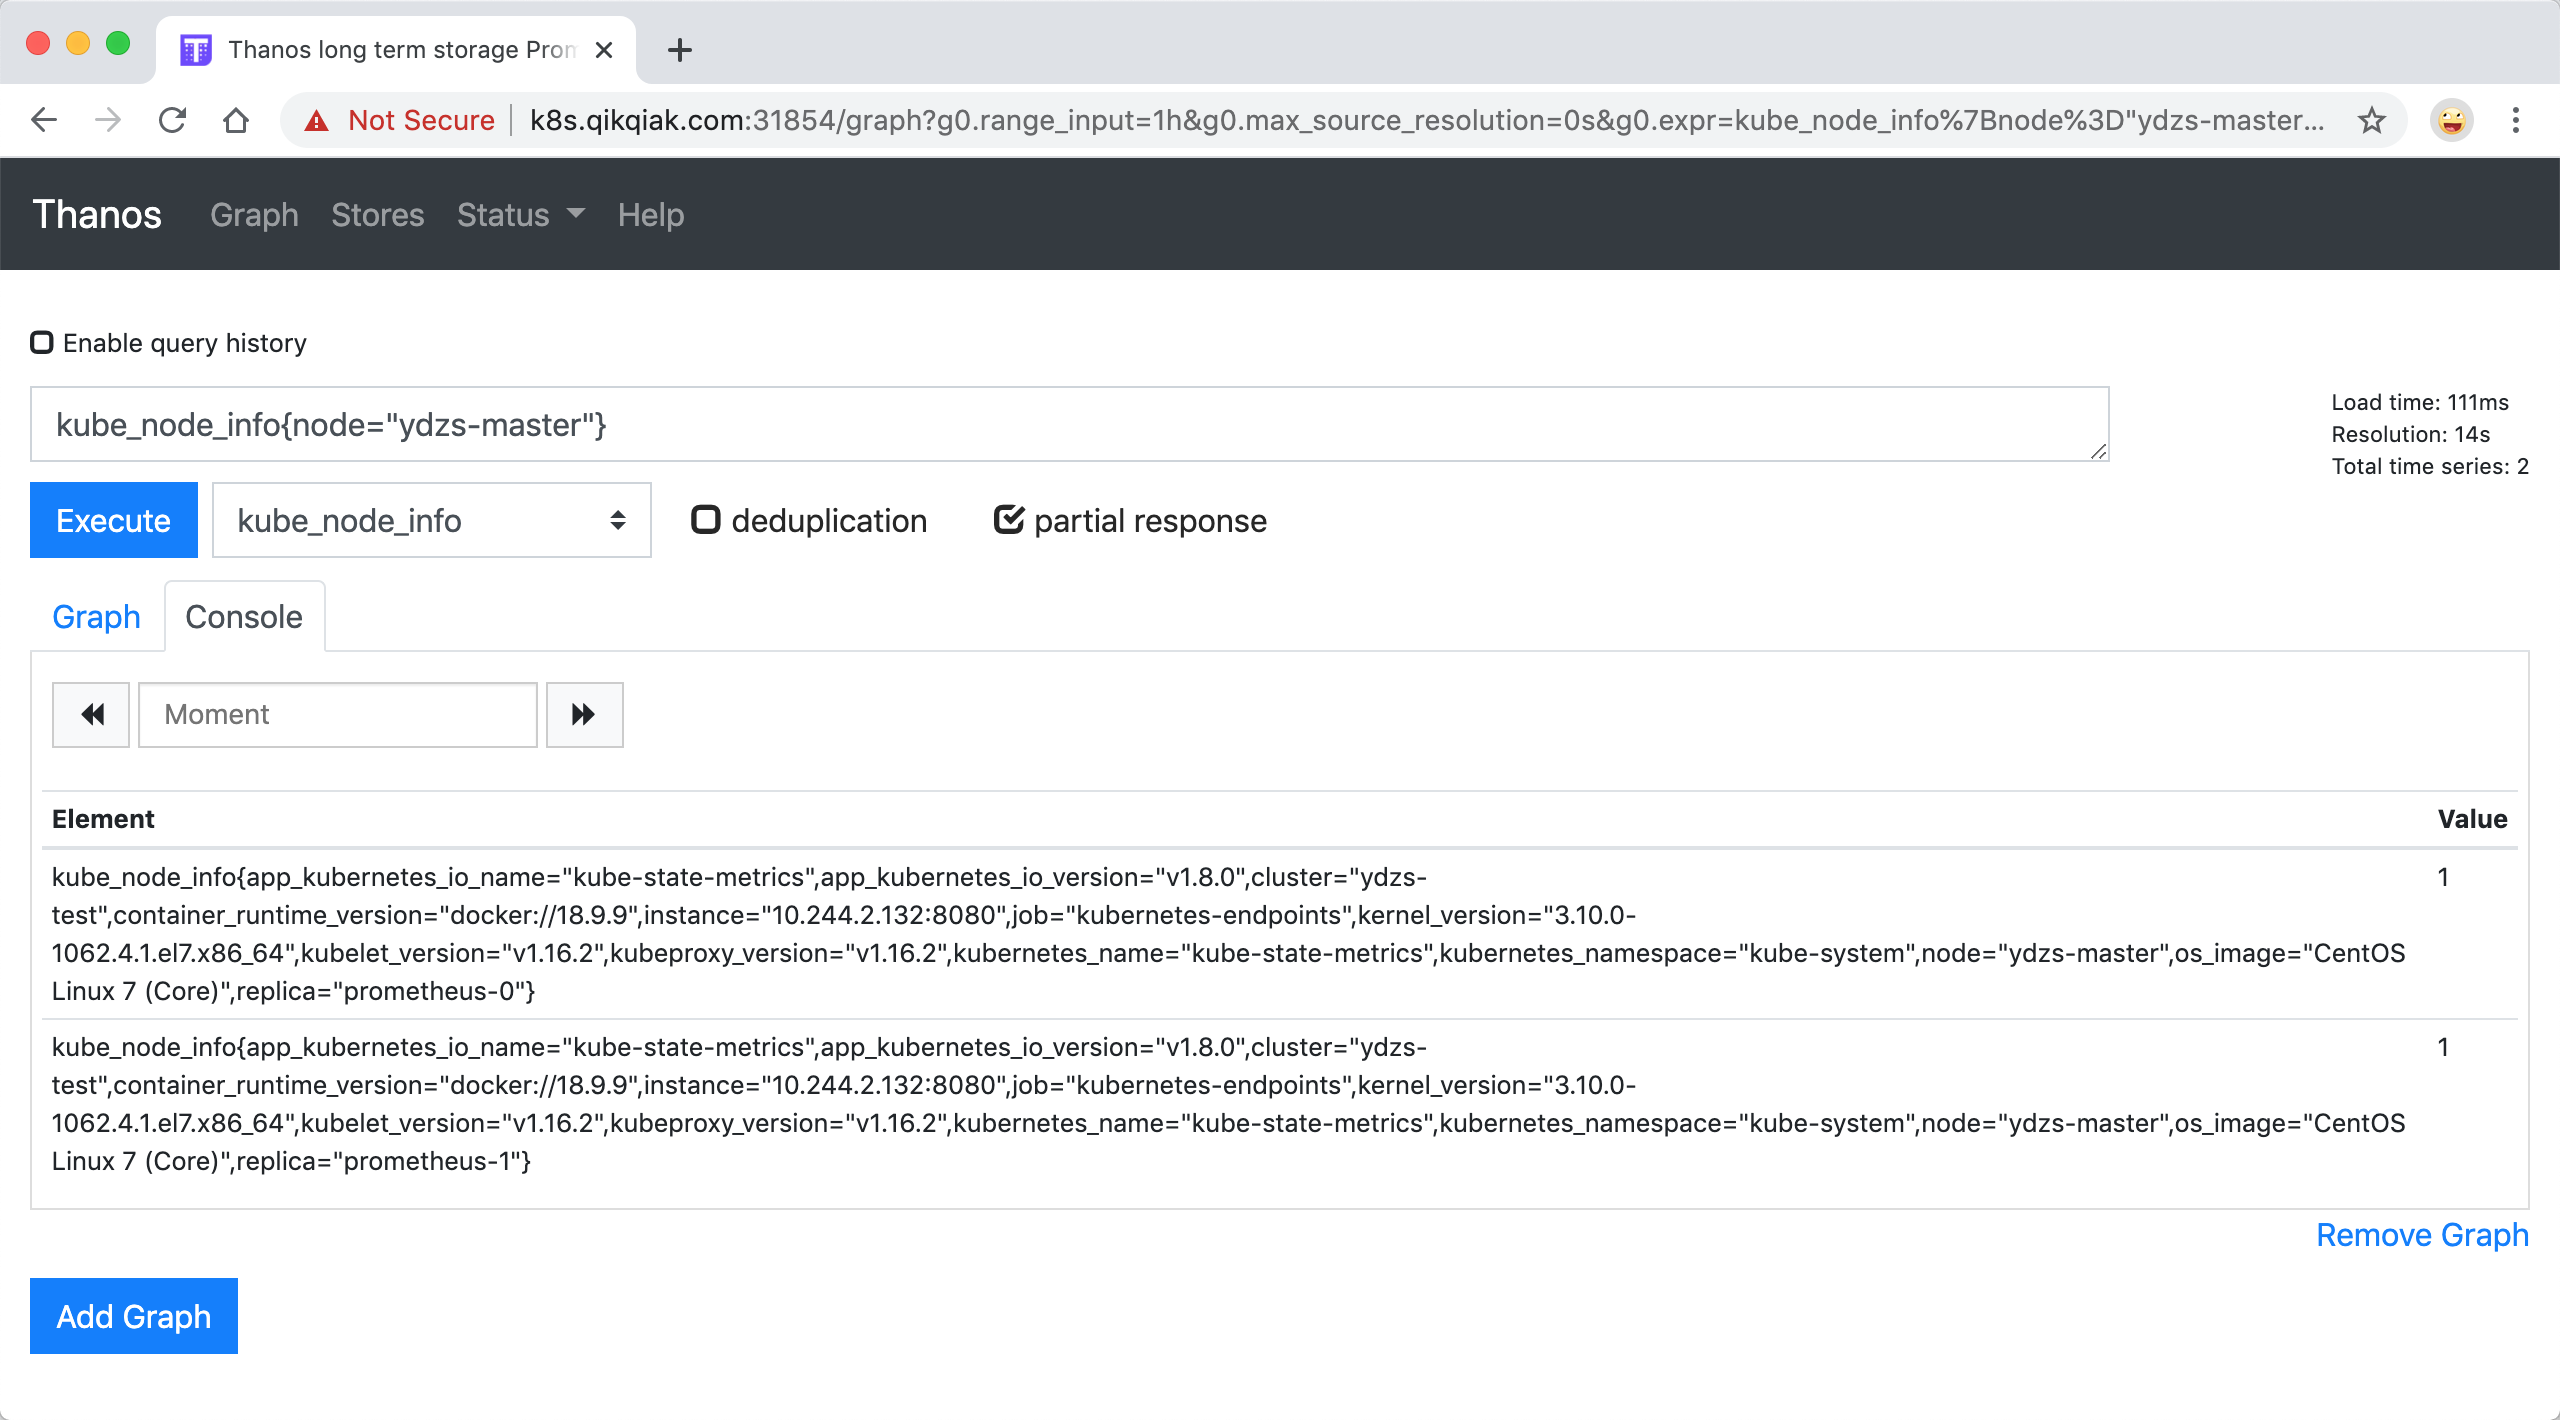 Thanos long term storage Prom
Not Secure k8s.qikqiak.com:31854/graph?g0.range_input=1h&g0.max_source_resolution=0s&g0.expr=kube_node_info%7Bnode%3D"ydzs-master...
Thanos Graph Stores Status Help
Enable query history
kube_node_info{node="ydzs-master"}
Load time: 111ms
Resolution: 14s
Total time series: 2
Execute kube_node_info deduplication partial response
Graph Console
Moment
Element Value
kube_node_info{app_kubernetes_io_name="kube-state-metrics",app_kubernetes_io_version="v1.8.0",cluster="ydzs- 1
test",container_runtime_version="docker://18.9.9",instance="10.244.2.132:8080",job="kubernetes-endpoints",kernel_version="3.10.0-
1062.4.1.el7.x86_64",kubelet_version="v1.16.2",kubeproxy_version="v1.16.2",kubernetes_name="kube-state-metrics",kubernetes_namespace="kube-system",node="ydzs-master",os_image="CentOS
Linux 7 (Core)",replica="prometheus-0"}
kube_node_info{app_kubernetes_io_name="kube-state-metrics",app_kubernetes_io_version="v1.8.0",cluster="ydzs- 1
test",container_runtime_version="docker://18.9.9",instance="10.244.2.132:8080",job="kubernetes-endpoints",kernel_version="3.10.0-
1062.4.1.el7.x86_64",kubelet_version="v1.16.2",kubeproxy_version="v1.16.2",kubernetes_name="kube-state-metrics",kubernetes_namespace="kube-system",node="ydzs-master",os_image="CentOS
Linux 7 (Core)",replica="prometheus-1"}
Remove Graph
Add Graph